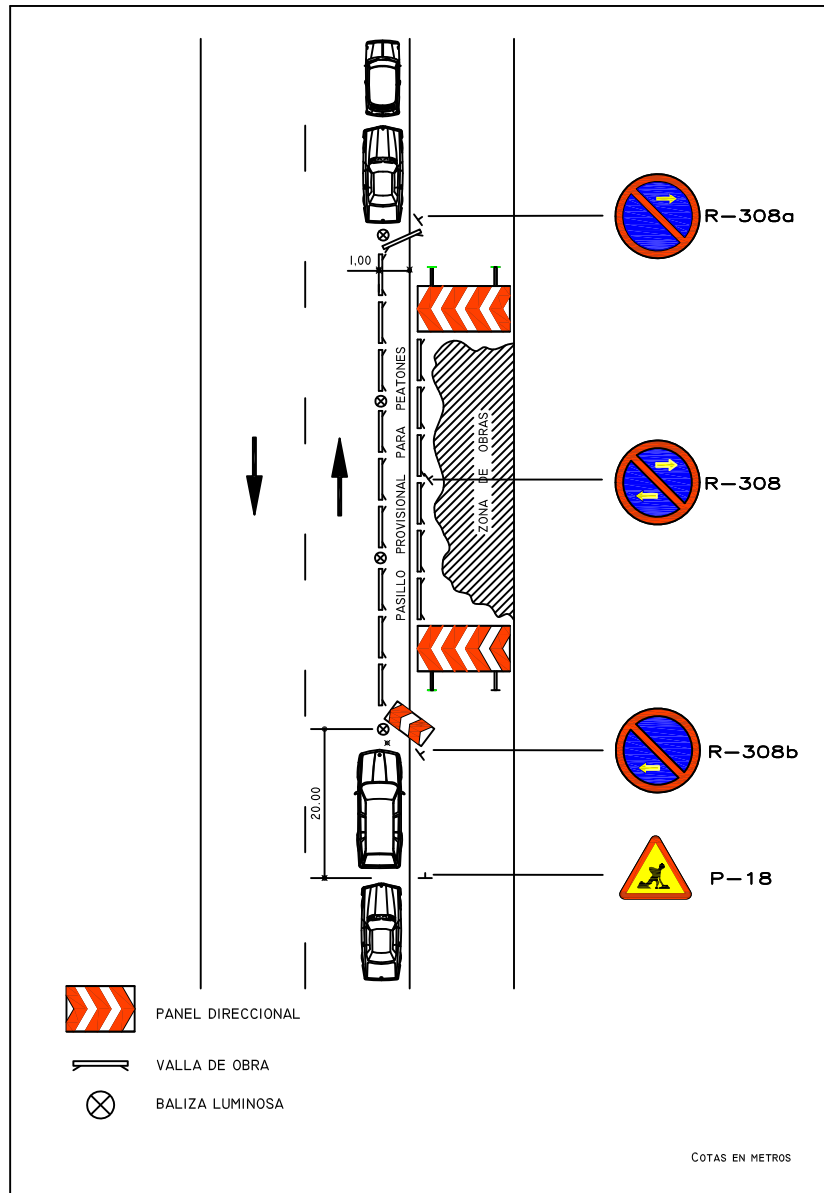 R-308a
1,00
PASILLO PROVISIONAL PARA PEATONES
ZONA DE OBRAS
R-308
R-308b
20.00
P-18
PANEL DIRECCIONAL
VALLA DE OBRA
BALIZA LUMINOSA
COTAS EN METROS